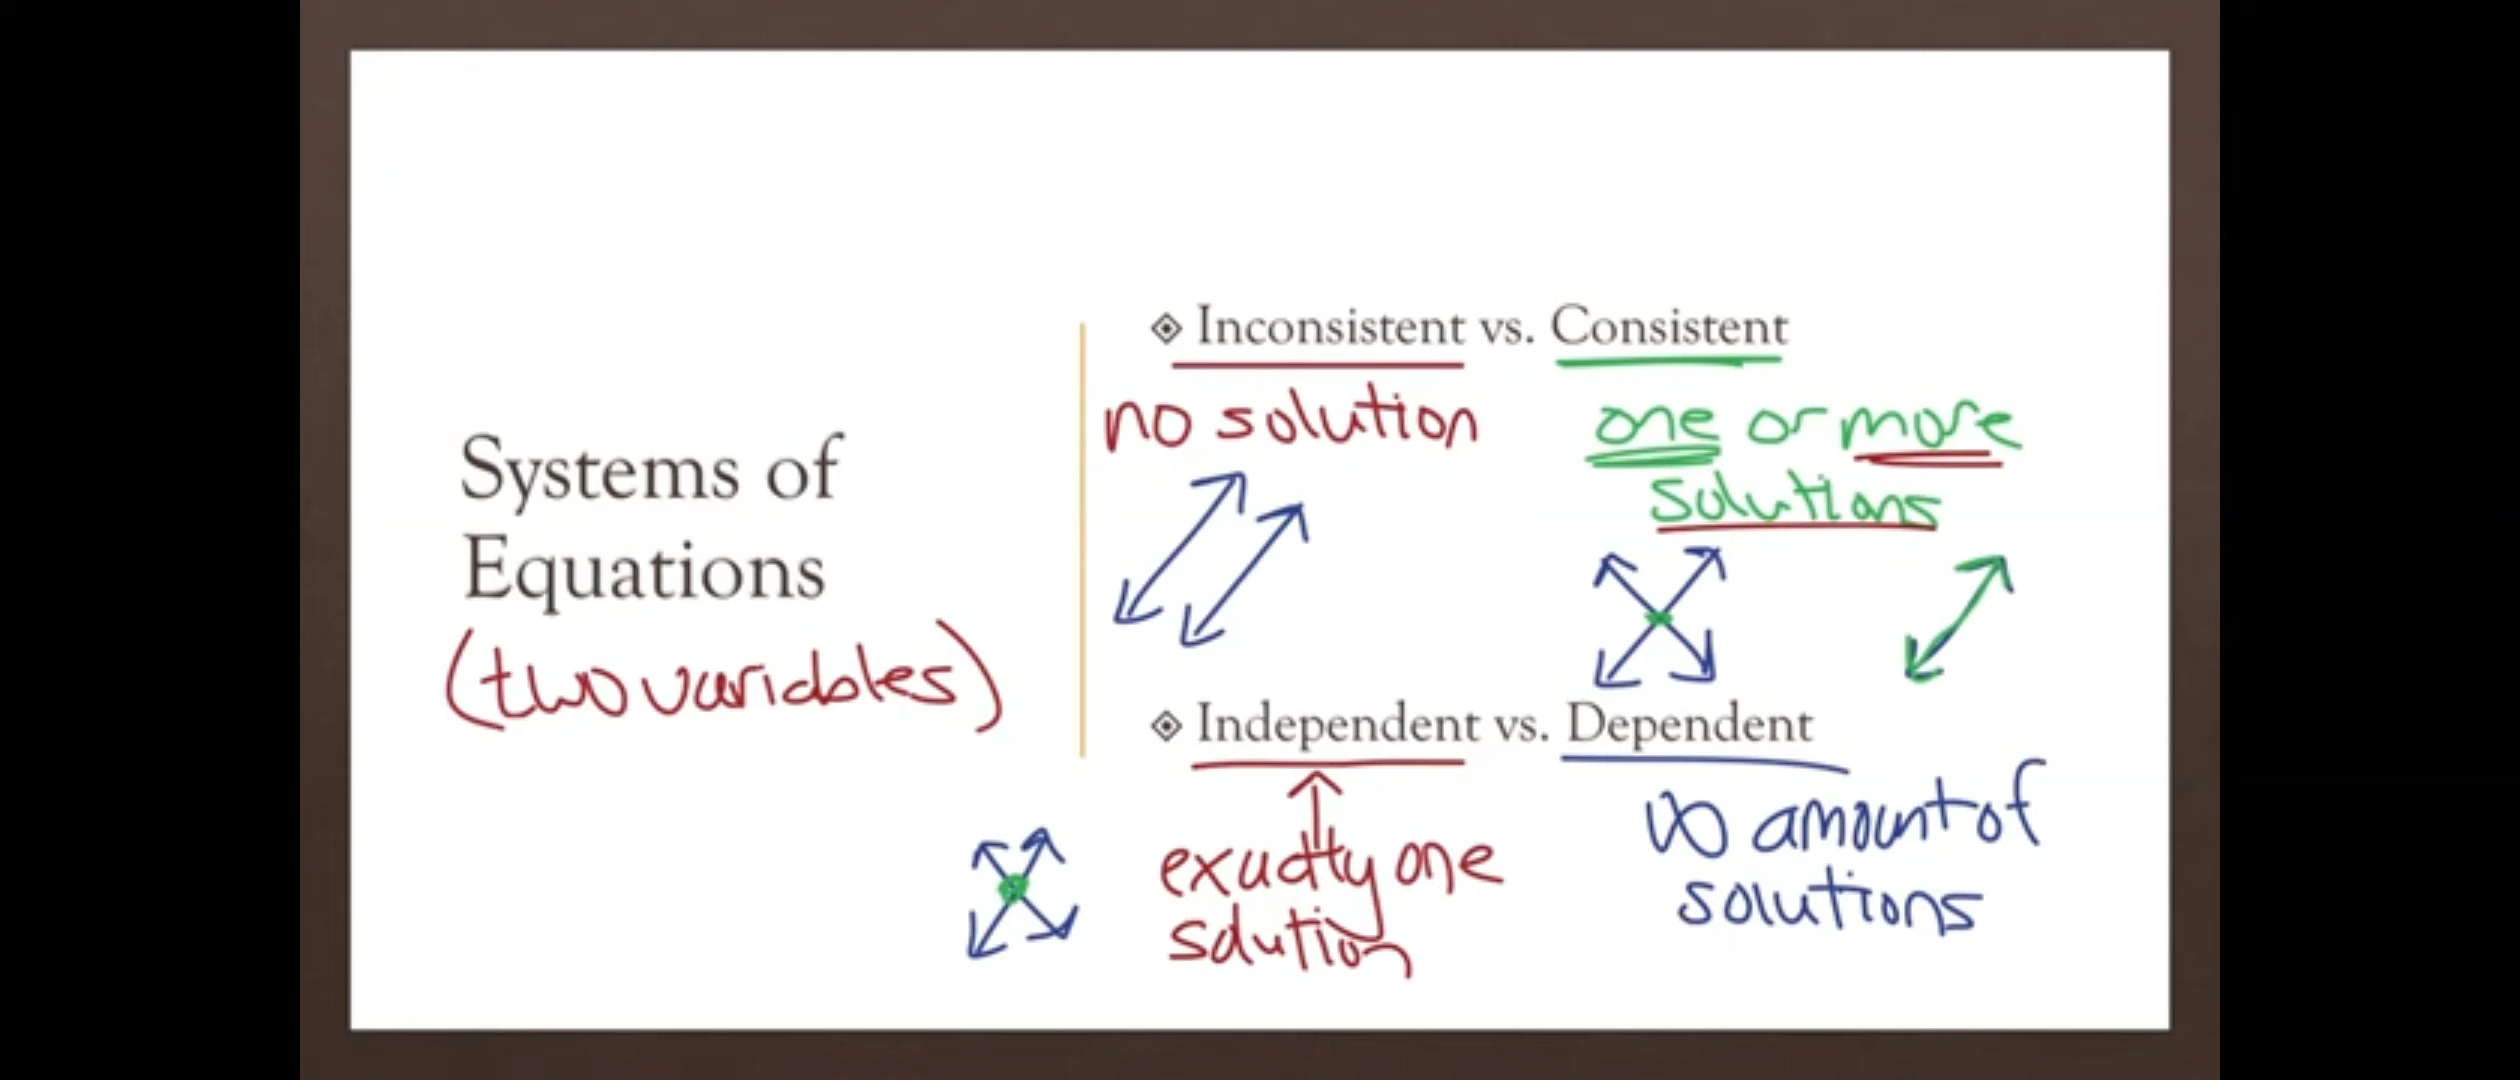 Systems of
Equations
(two variables)
Inconsistent vs. Consistent
no solution
one or more
solutions
Independent vs. Dependent
exactly one
solution
∞ amount of
solutions